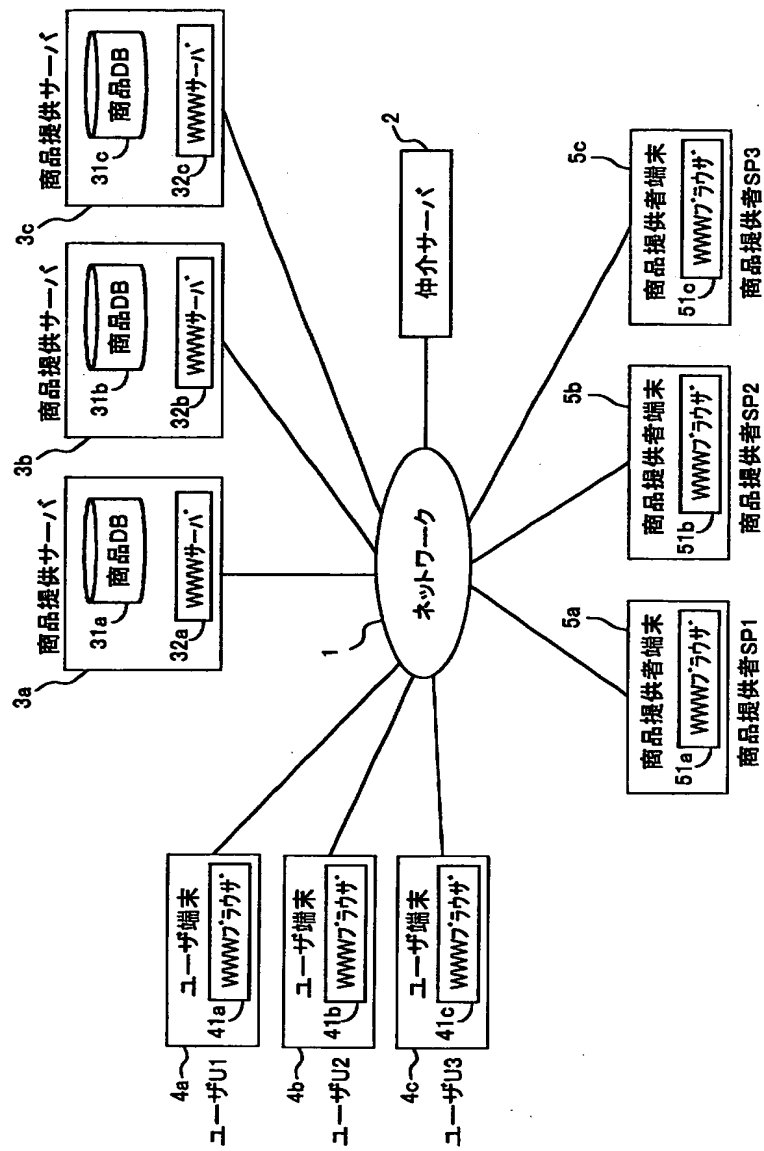 商品提供サーバ
3a
商品DB
31a
WWWサーバ
32a
商品提供サーバ
3b
商品DB
31b
WWWサーバ
32b
商品提供サーバ
3c
商品DB
31c
WWWサーバ
32c
ユーザ端末
WWWブラウザ
41a
4a
ユーザU1
ユーザ端末
WWWブラウザ
41b
4b
ユーザU2
ユーザ端末
WWWブラウザ
41c
4c
ユーザU3
1
ネットワーク
2
仲介サーバ
5a
商品提供者端末
WWWブラウザ
51a
商品提供者SP1
5b
商品提供者端末
WWWブラウザ
51b
商品提供者SP2
5c
商品提供者端末
WWWブラウザ
51c
商品提供者SP3